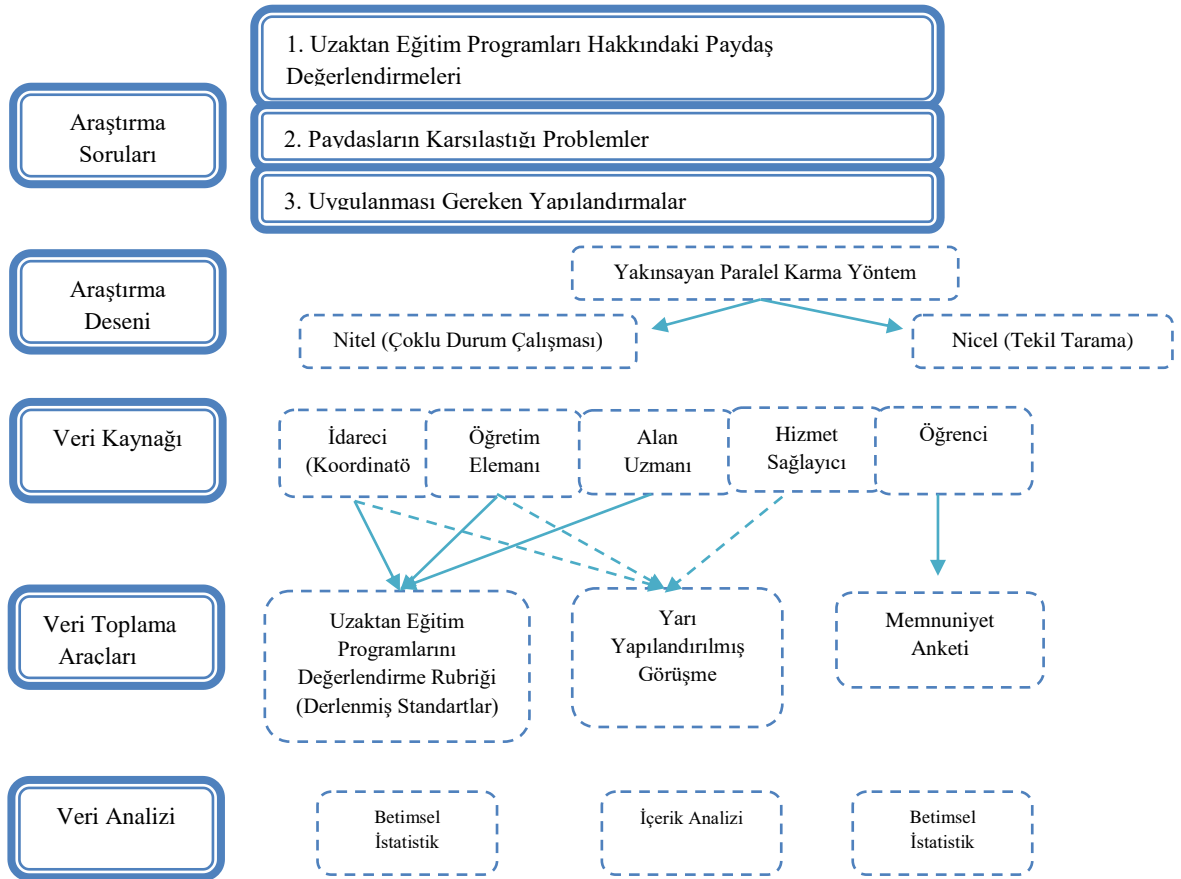 1. Uzaktan Eğitim Programları Hakkındaki Paydaş
Değerlendirmeleri
Araştırma
Soruları
2. Paydaşların Karşılaştığı Problemler
3. Uygulanması Gereken Yapılandırmalar
Araştırma
Deseni
Yakınsayan Paralel Karma Yöntem
Nitel (Çoklu Durum Çalışması)
Nicel (Tekil Tarama)
Veri Kaynağı
İdareci
(Koordinatö
Öğretim
Elemanı
Alan
Uzmanı
Hizmet
Sağlayıcı
Öğrenci
Veri Toplama
Araçları
Uzaktan Eğitim
Programlarını
Değerlendirme Rubriği
(Derlenmiş Standartlar)
Yarı
Yapılandırılmış
Görüşme
Memnuniyet
Anketi
Veri Analizi
Betimsel
İstatistik
İçerik Analizi
Betimsel
İstatistik